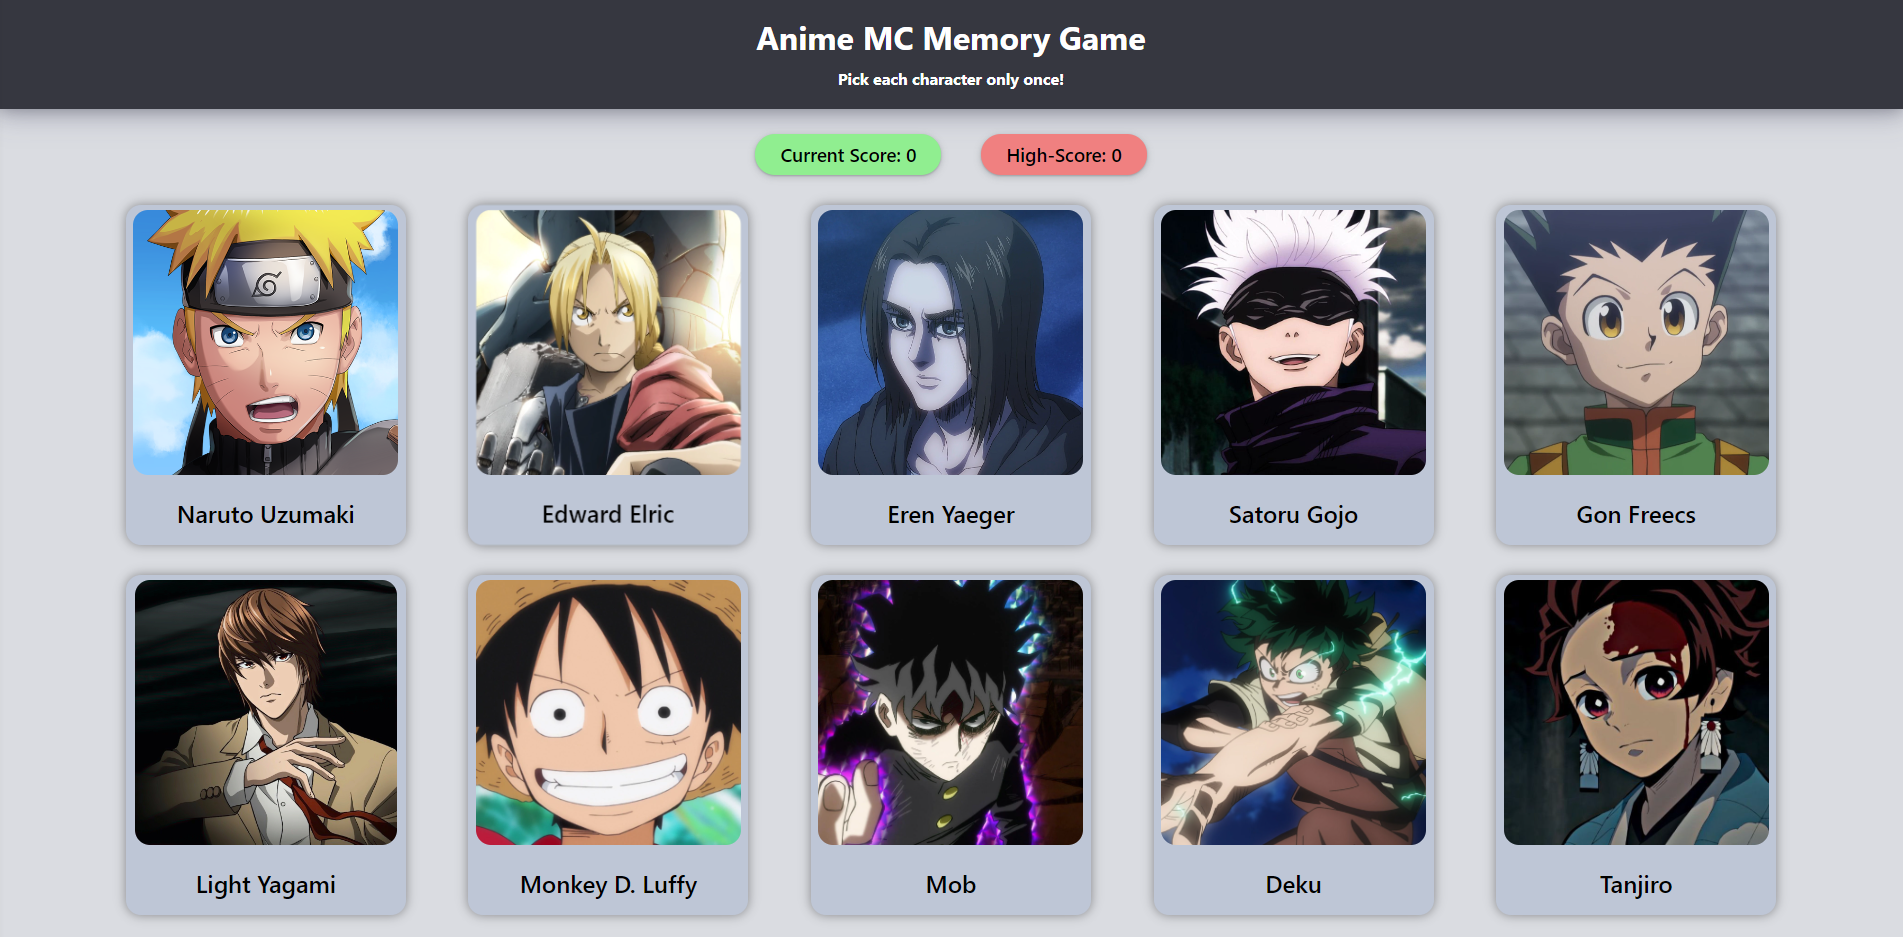 Anime MC Memory Game
Pick each character only once!
Current Score: 0
High-Score: 0
Naruto Uzumaki
Edward Elric
Eren Yaeger
Satoru Gojo
Gon Freecs
Light Yagami
Monkey D. Luffy
Mob
Deku
Tanjiro